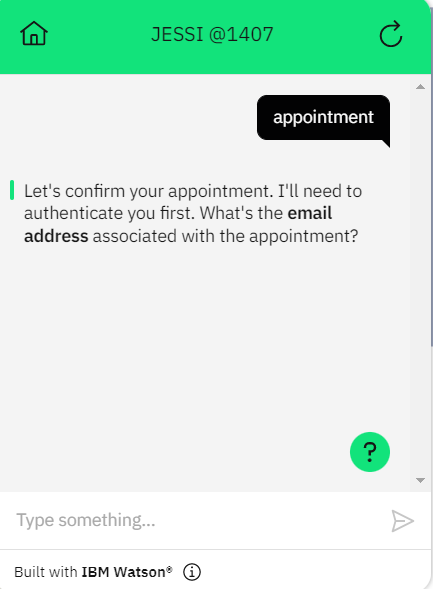 JESSI @1407
appointment
Let's confirm your appointment. I'll need to
authenticate you first. What's the email
address associated with the appointment?
?
Type something...
Built with IBM Watson®